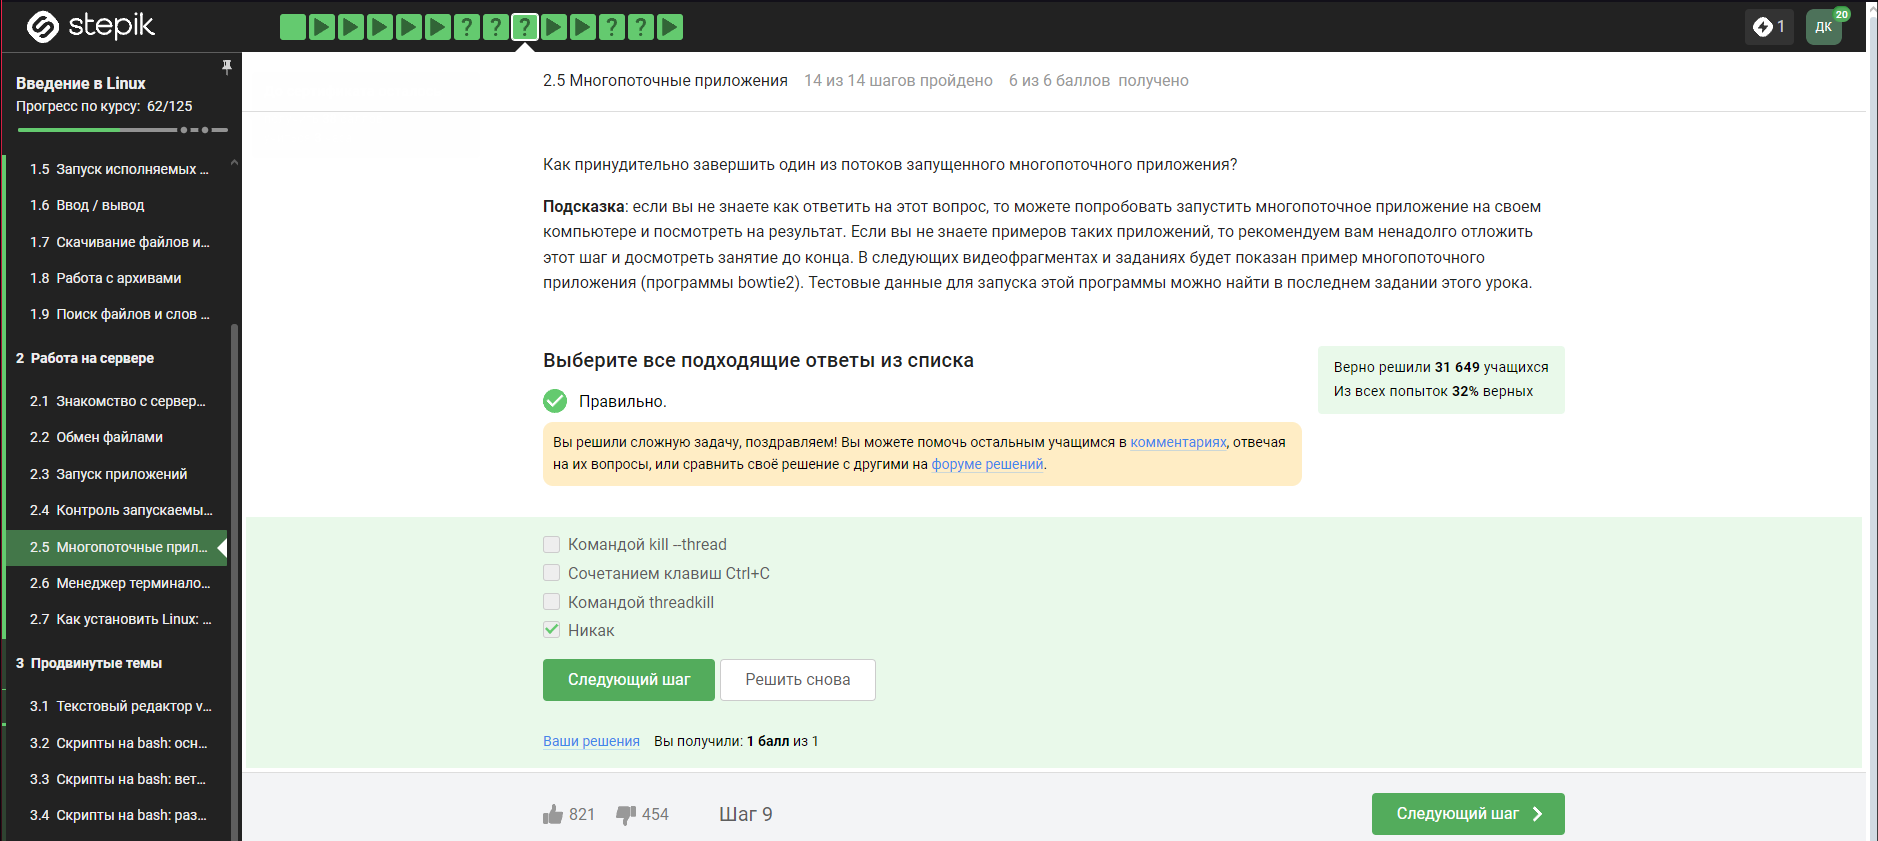 stepik
? ? ? ? ?
1
ДК
20
Введение в Linux
Прогресс по курсу: 62/125
1.5 Запуск исполняемых ...
1.6 Ввод / вывод
1.7 Скачивание файлов и...
1.8 Работа с архивами
1.9 Поиск файлов и слов ...
2 Работа на сервере
2.1 Знакомство с сервер...
2.2 Обмен файлами
2.3 Запуск приложений
2.4 Контроль запускаемы...
2.5 Многопоточные прил...
2.6 Менеджер терминало...
2.7 Как установить Linux: ...
3 Продвинутые темы
3.1 Текстовый редактор v...
3.2 Скрипты на bash: осн...
3.3 Скрипты на bash: вет...
3.4 Скрипты на bash: раз...
2.5 Многопоточные приложения 14 из 14 шагов пройдено 6 из 6 баллов получено
Как принудительно завершить один из потоков запущенного многопоточного приложения?
Подсказка: если вы не знаете как ответить на этот вопрос, то можете попробовать запустить многопоточное приложение на своем
компьютере и посмотреть на результат. Если вы не знаете примеров таких приложений, то рекомендуем вам ненадолго отложить
этот шаг и досмотреть занятие до конца. В следующих видеофрагментах и заданиях будет показан пример многопоточного
приложения (программы bowtie2). Тестовые данные для запуска этой программы можно найти в последнем задании этого урока.
Выберите все подходящие ответы из списка
Верно решили 31 649 учащихся
Из всех попыток 32% верных
Правильно.
Вы решили сложную задачу, поздравляем! Вы можете помочь остальным учащимся в комментариях, отвечая
на их вопросы, или сравнить своё решение с другими на форуме решений.
Командой kill --thread
Сочетанием клавиш Ctrl+C
Командой threadkill
Никак
Следующий шаг
Решить снова
Ваши решения Вы получили: 1 балл из 1
821 454 Шаг 9
Следующий шаг